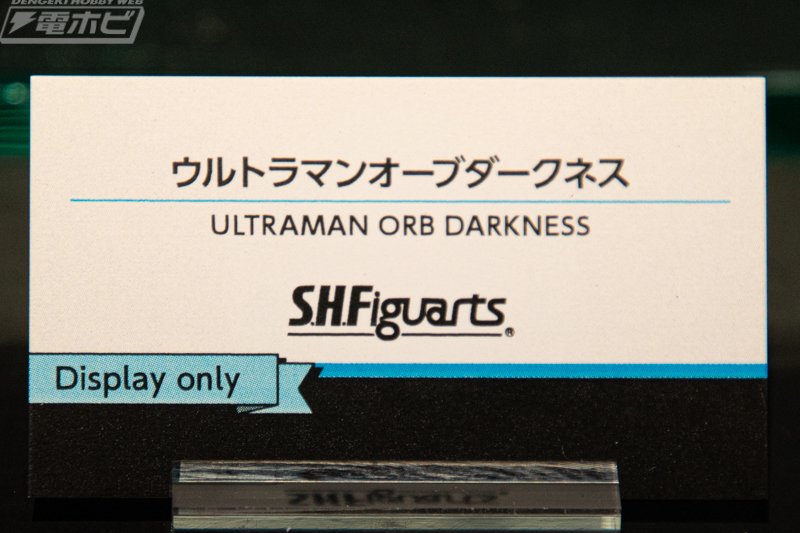 DENGEKI HOBBY WEB
電ホビ
ウルトラマンオーブダークネス
ULTRAMAN ORB DARKNESS
S.H.Figuarts®
Display only
S.H.Figuarts